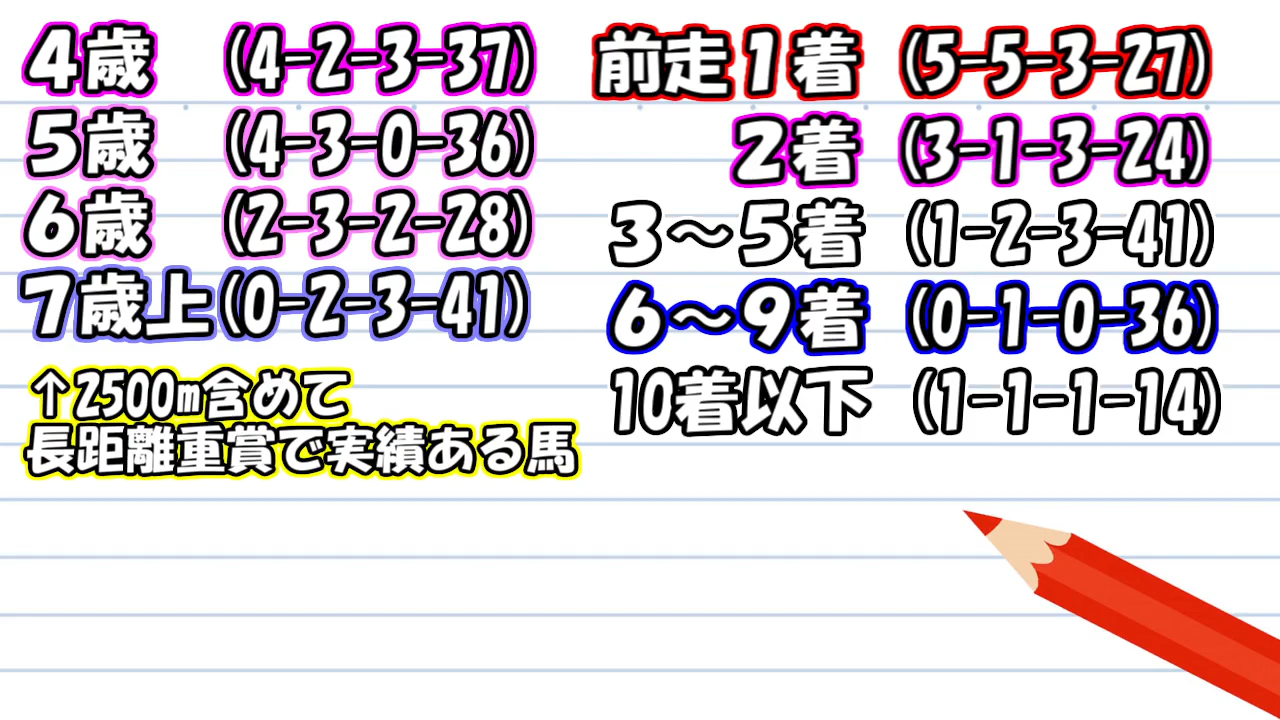 ４歳 (4-2-3-37)
５歳 (4-3-0-36)
６歳 (2-3-2-28)
７歳上(0-2-3-41)
↑2500m含めて
長距離重賞で実績ある馬
前走１着 (5-5-3-27)
２着 (3-1-3-24)
３～５着 (1-2-3-41)
６～９着 (0-1-0-36)
10着以下 (1-1-1-14)